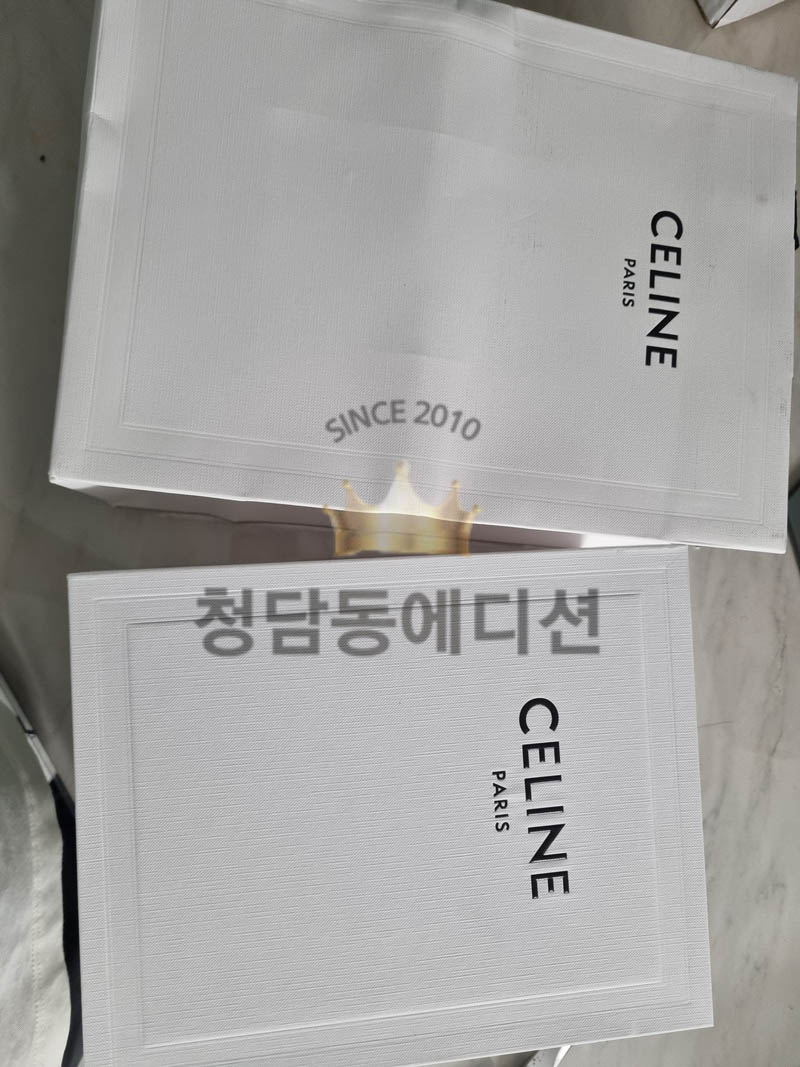 CELINE
PARIS
SINCE 2010
청담동에디션
CELINE
PARIS